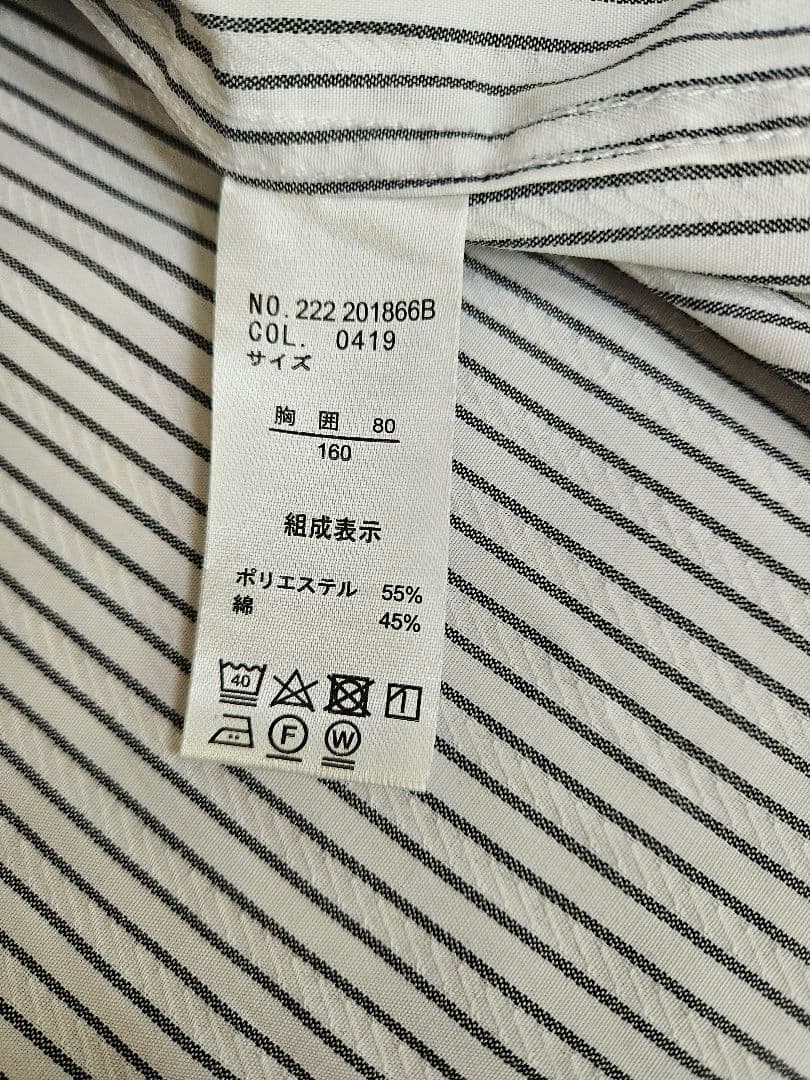 NO. 222 201866B
COL. 0419
サイズ
胸 囲 80
160
組成表示
ポリエステル 55%
綿 45%
40
F W